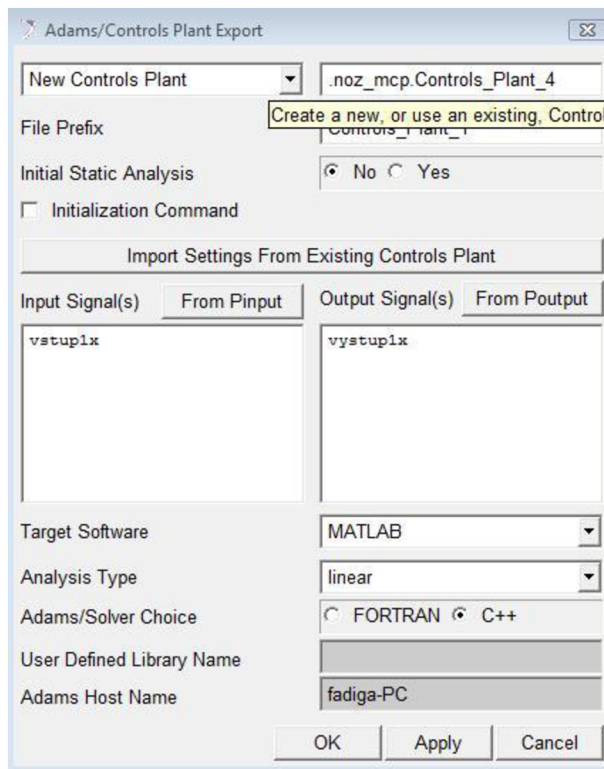 Adams/Controls Plant Export
New Controls Plant .noz_mcp.Controls_Plant_4
Create a new, or use an existing, Contro
File Prefix Controls_Plant_1
Initial Static Analysis No Yes
Initialization Command
Import Settings From Existing Controls Plant
Input Signal(s) From Pinput Output Signal(s) From Poutput
vstup1x vystup1x
Target Software MATLAB
Analysis Type linear
Adams/Solver Choice FORTRAN C++
User Defined Library Name
Adams Host Name fadiga-PC
OK Apply Cancel